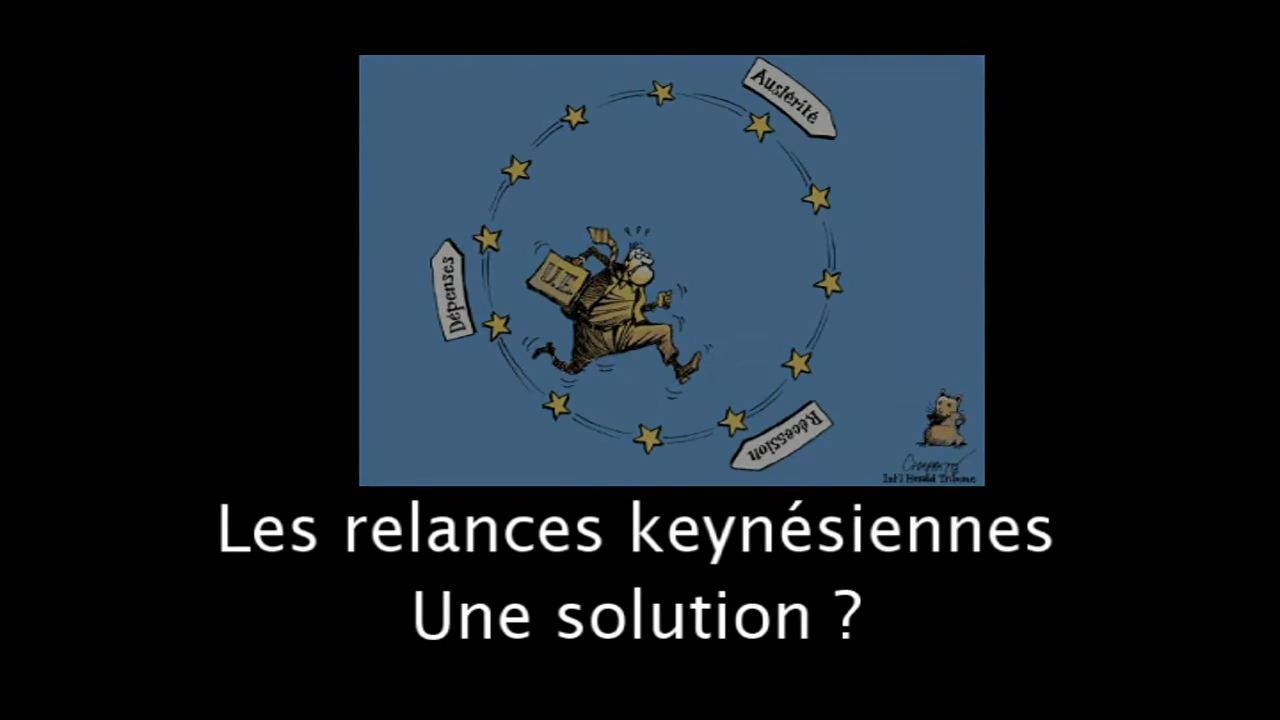 Austérité
Dépenses
U.E
Récession
Chappatte
Int'l Herald Tribune
Les relances keynésiennes
Une solution ?